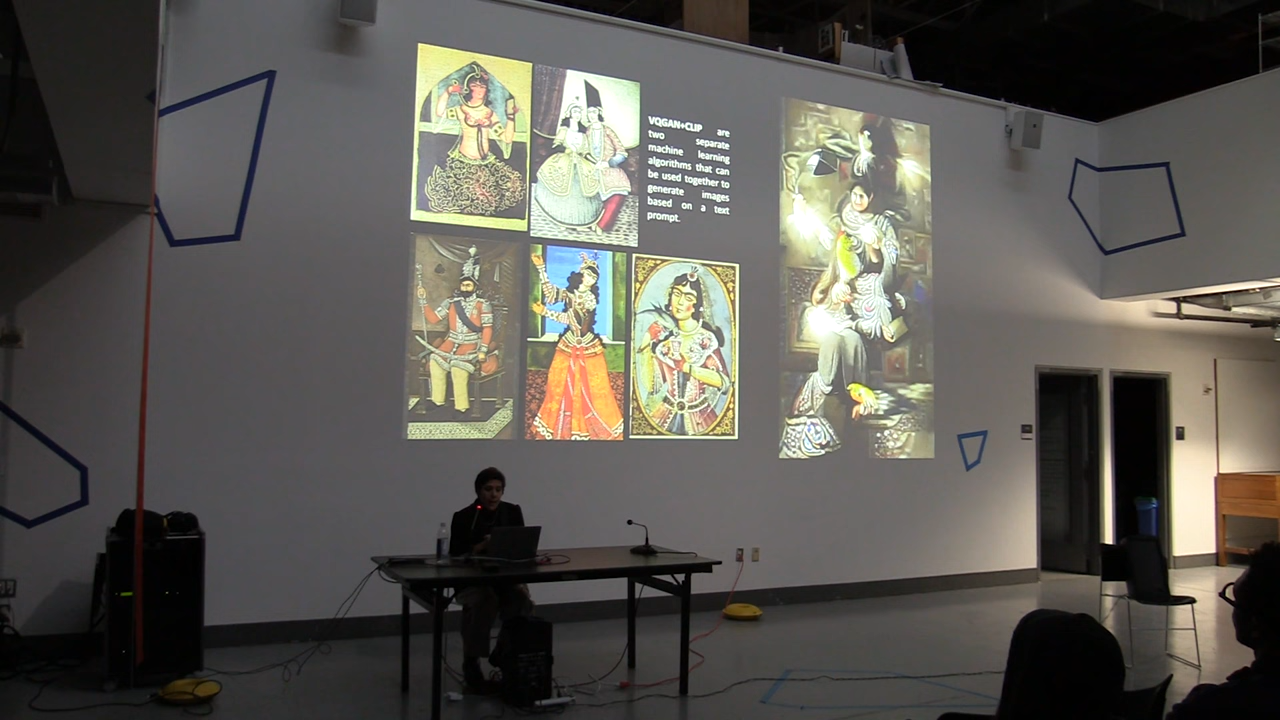 VQGAN+CLIP are
two separate
machine learning
algorithms that can
be used together to
generate images
based on a text
prompt.